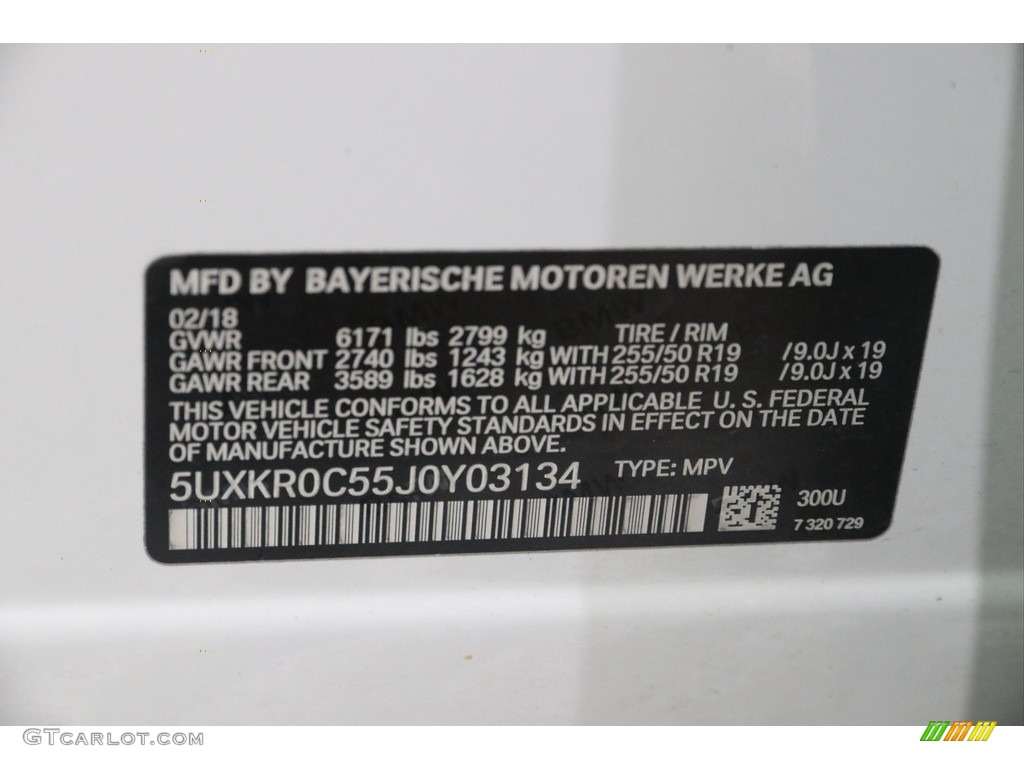 MFD BY BAYERISCHE MOTOREN WERKE AG
02/18
GVWR 6171 lbs 2799 kg TIRE / RIM
GAWR FRONT 2740 lbs 1243 kg WITH 255/50 R19 /9.0J x 19
GAWR REAR 3589 lbs 1628 kg WITH 255/50 R19 /9.0J x 19
THIS VEHICLE CONFORMS TO ALL APPLICABLE U. S. FEDERAL
MOTOR VEHICLE SAFETY STANDARDS IN EFFECT ON THE DATE
OF MANUFACTURE SHOWN ABOVE.
5UXKR0C55J0Y03134 TYPE: MPV
300U
7 320 729
GTCARLOT.COM